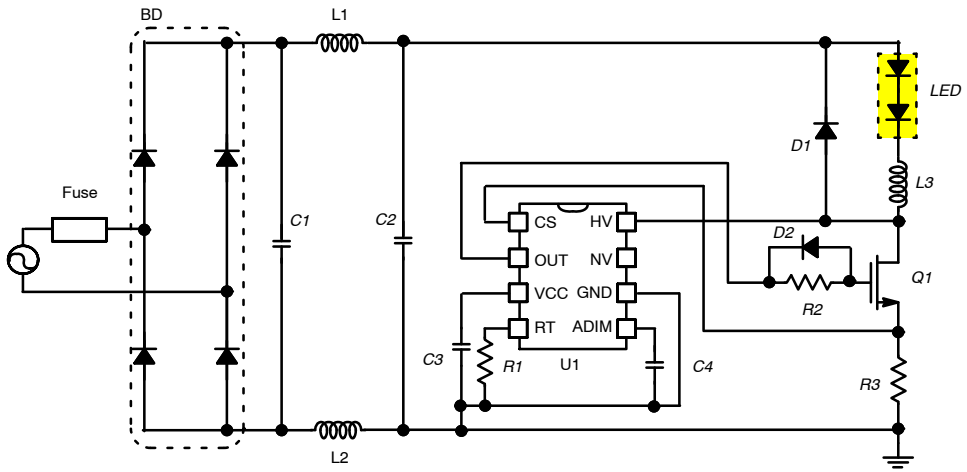 BD
L1
LED
D1
Fuse
L3
C1
C2
CS
HV
D2
OUT
NV
Q1
VCC
GND
R2
RT
ADIM
C3
R1
U1
C4
R3
L2